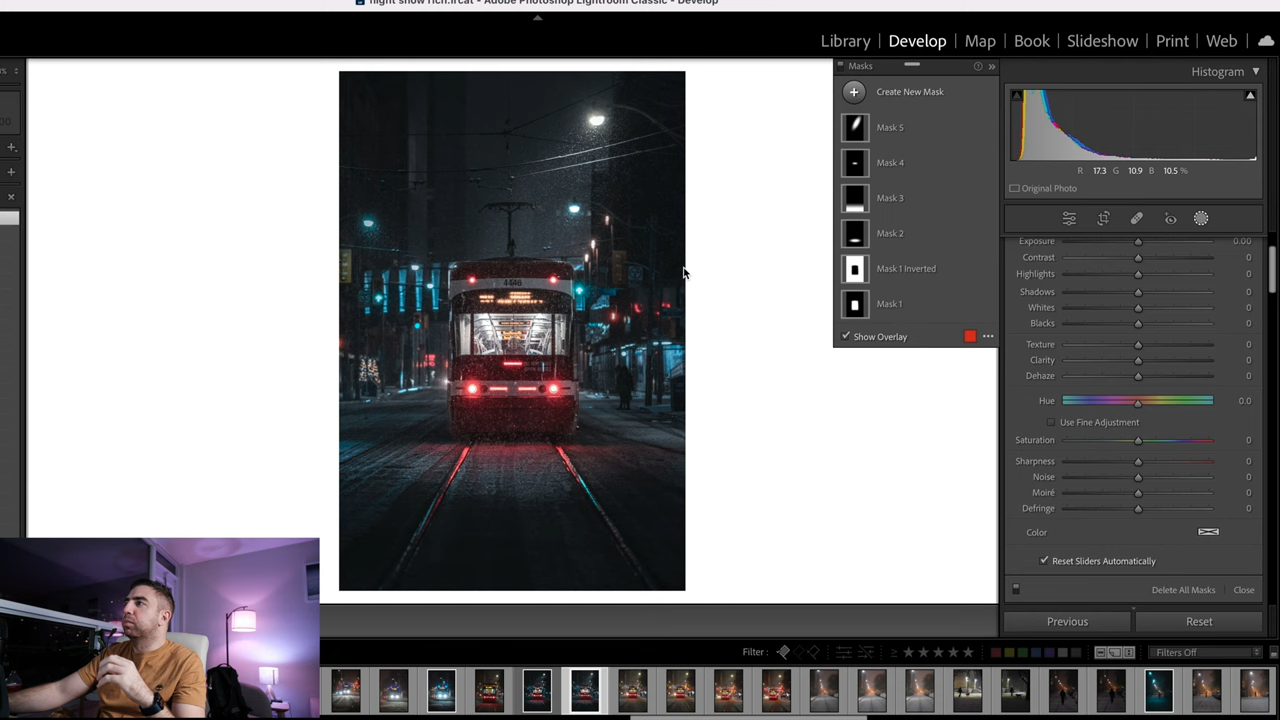 night snow rich.lrcat - Adobe Photoshop Lightroom Classic - Develop
Library | Develop | Map | Book | Slideshow | Print | Web
Masks
Histogram
Create New Mask
Mask 5
Mask 4
Mask 3
Mask 2
Mask 1 Inverted
Mask 1
Show Overlay
R 17.3 G 10.9 B 10.5 %
Original Photo
Exposure 0.00
Contrast 0
Highlights 0
Shadows 0
Whites 0
Blacks 0
Texture 0
Clarity 0
Dehaze 0
Hue 0.0
Use Fine Adjustment
Saturation 0
Sharpness 0
Noise 0
Moiré 0
Defringe 0
Color
Reset Sliders Automatically
Delete All Masks Close
Previous Reset
4446
Filter :
Filters Off